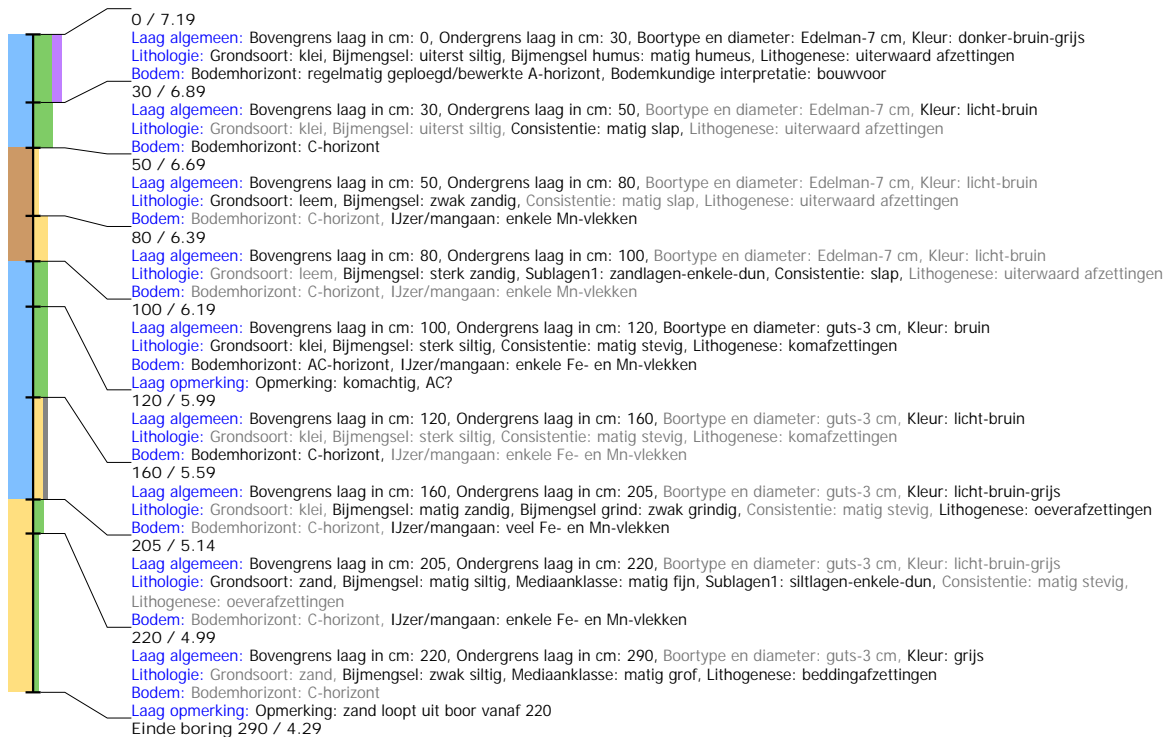 0 / 7.19
Laag algemeen: Bovengrens laag in cm: 0, Ondergrens laag in cm: 30, Boortype en diameter: Edelman-7 cm, Kleur: donker-bruin-grijs
Lithologie: Grondsoort: klei, Bijmengsel: uiterst siltig, Bijmengsel humus: matig humeus, Lithogenese: uiterwaard afzettingen
Bodem: Bodemhorizont: regelmatig geploegd/bewerkte A-horizont, Bodemkundige interpretatie: bouwvoor
30 / 6.89
Laag algemeen: Bovengrens laag in cm: 30, Ondergrens laag in cm: 50, Boortype en diameter: Edelman-7 cm, Kleur: licht-bruin
Lithologie: Grondsoort: klei, Bijmengsel: uiterst siltig, Consistentie: matig slap, Lithogenese: uiterwaard afzettingen
Bodem: Bodemhorizont: C-horizont
50 / 6.69
Laag algemeen: Bovengrens laag in cm: 50, Ondergrens laag in cm: 80, Boortype en diameter: Edelman-7 cm, Kleur: licht-bruin
Lithologie: Grondsoort: leem, Bijmengsel: zwak zandig, Consistentie: matig slap, Lithogenese: uiterwaard afzettingen
Bodem: Bodemhorizont: C-horizont, IJzer/mangaan: enkele Mn-vlekken
80 / 6.39
Laag algemeen: Bovengrens laag in cm: 80, Ondergrens laag in cm: 100, Boortype en diameter: Edelman-7 cm, Kleur: licht-bruin
Lithologie: Grondsoort: leem, Bijmengsel: sterk zandig, Sublagen1: zandlagen-enkele-dun, Consistentie: slap, Lithogenese: uiterwaard afzettingen
Bodem: Bodemhorizont: C-horizont, IJzer/mangaan: enkele Mn-vlekken
100 / 6.19
Laag algemeen: Bovengrens laag in cm: 100, Ondergrens laag in cm: 120, Boortype en diameter: guts-3 cm, Kleur: bruin
Lithologie: Grondsoort: klei, Bijmengsel: sterk siltig, Consistentie: matig stevig, Lithogenese: komafzettingen
Bodem: Bodemhorizont: AC-horizont, IJzer/mangaan: enkele Fe- en Mn-vlekken
Laag opmerking: Opmerking: komachtig, AC?
120 / 5.99
Laag algemeen: Bovengrens laag in cm: 120, Ondergrens laag in cm: 160, Boortype en diameter: guts-3 cm, Kleur: licht-bruin
Lithologie: Grondsoort: klei, Bijmengsel: sterk siltig, Consistentie: matig stevig, Lithogenese: komafzettingen
Bodem: Bodemhorizont: C-horizont, IJzer/mangaan: enkele Fe- en Mn-vlekken
160 / 5.59
Laag algemeen: Bovengrens laag in cm: 160, Ondergrens laag in cm: 205, Boortype en diameter: guts-3 cm, Kleur: licht-bruin-grijs
Lithologie: Grondsoort: klei, Bijmengsel: matig zandig, Bijmengsel grind: zwak grindig, Consistentie: matig stevig, Lithogenese: oeverafzettingen
Bodem: Bodemhorizont: C-horizont, IJzer/mangaan: veel Fe- en Mn-vlekken
205 / 5.14
Laag algemeen: Bovengrens laag in cm: 205, Ondergrens laag in cm: 220, Boortype en diameter: guts-3 cm, Kleur: licht-bruin-grijs
Lithologie: Grondsoort: zand, Bijmengsel: matig siltig, Mediaanklasse: matig fijn, Sublagen1: siltlagen-enkele-dun, Consistentie: matig stevig,
Lithogenese: oeverafzettingen
Bodem: Bodemhorizont: C-horizont, IJzer/mangaan: enkele Fe- en Mn-vlekken
220 / 4.99
Laag algemeen: Bovengrens laag in cm: 220, Ondergrens laag in cm: 290, Boortype en diameter: guts-3 cm, Kleur: grijs
Lithologie: Grondsoort: zand, Bijmengsel: zwak siltig, Mediaanklasse: matig grof, Lithogenese: beddingafzettingen
Bodem: Bodemhorizont: C-horizont
Laag opmerking: Opmerking: zand loopt uit boor vanaf 220
Einde boring 290 / 4.29